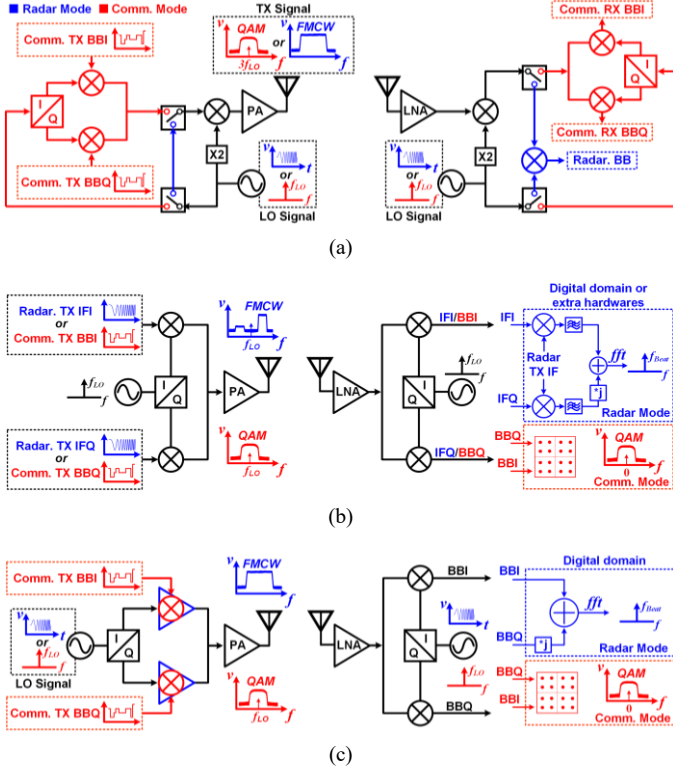 Radar Mode
Comm. Mode
Comm. TX BBI
I
Q
Comm. TX BBQ
TX Signal
v
QAM
or
v
FMCW
3fLO
f
f
PA
X2
v
t
or
fLO
f
LO Signal
LNA
X2
v
t
or
fLO
f
LO Signal
Comm. RX BBI
I
Q
Comm. RX BBQ
Radar. BB
(a)
Radar. TX IFI
or
Comm. TX BBI
fLO
f
I
Q
Radar. TX IFQ
or
Comm. TX BBQ
v
FMCW
fLO
f
PA
v
QAM
fLO
f
LNA
IFI/BBI
fLO
f
I
Q
IFQ/BBQ
Digital domain or
extra hardwares
IFI
Radar
TX IF
fft
fBeat
f
*j
IFQ
Radar Mode
BBQ
BBI
v
QAM
0
f
Comm. Mode
(b)
Comm. TX BBI
v
t
or
fLO
f
LO Signal
I
Q
Comm. TX BBQ
v
FMCW
f
PA
v
QAM
fLO
f
LNA
BBI
v
t
I
Q
fLO
f
BBQ
Digital domain
BBI
fft
fBeat
f
BBQ
*j
Radar Mode
BBQ
BBI
v
QAM
0
f
Comm. Mode
(c)